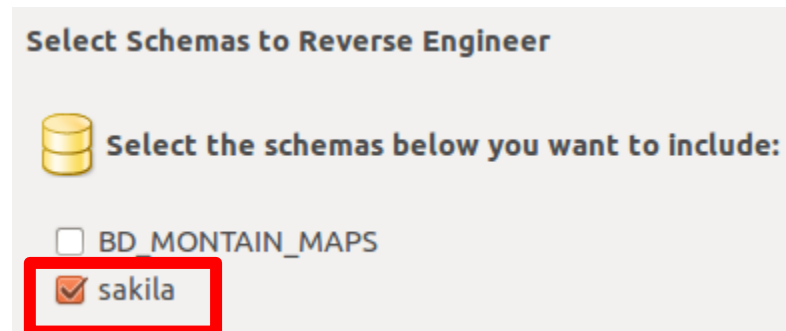 Select Schemas to Reverse Engineer
Select the schemas below you want to include:
BD_MONTAIN_MAPS
sakila